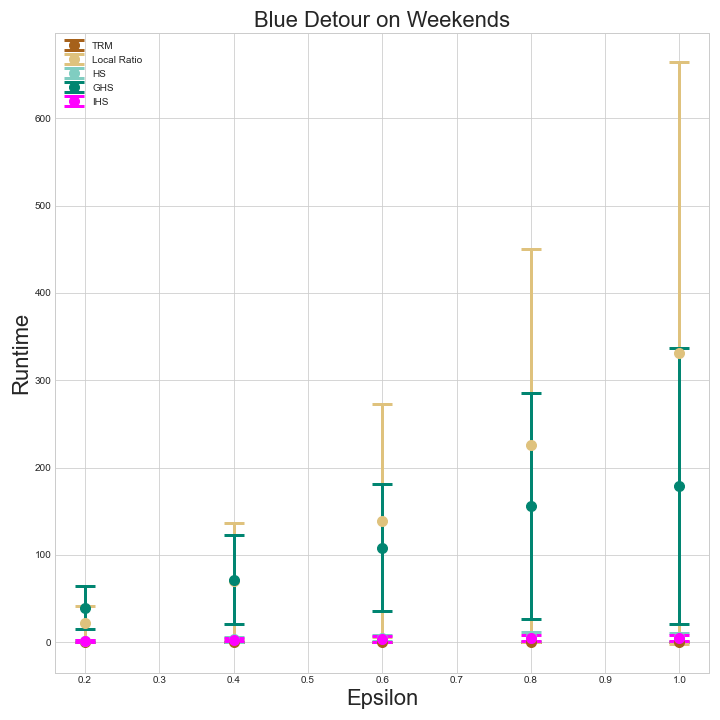 Blue Detour on Weekends
TRM
Local Ratio
HS
GHS
IHS
Runtime
600
500
400
300
200
100
0
0.2 0.3 0.4 0.5 0.6 0.7 0.8 0.9 1.0
Epsilon